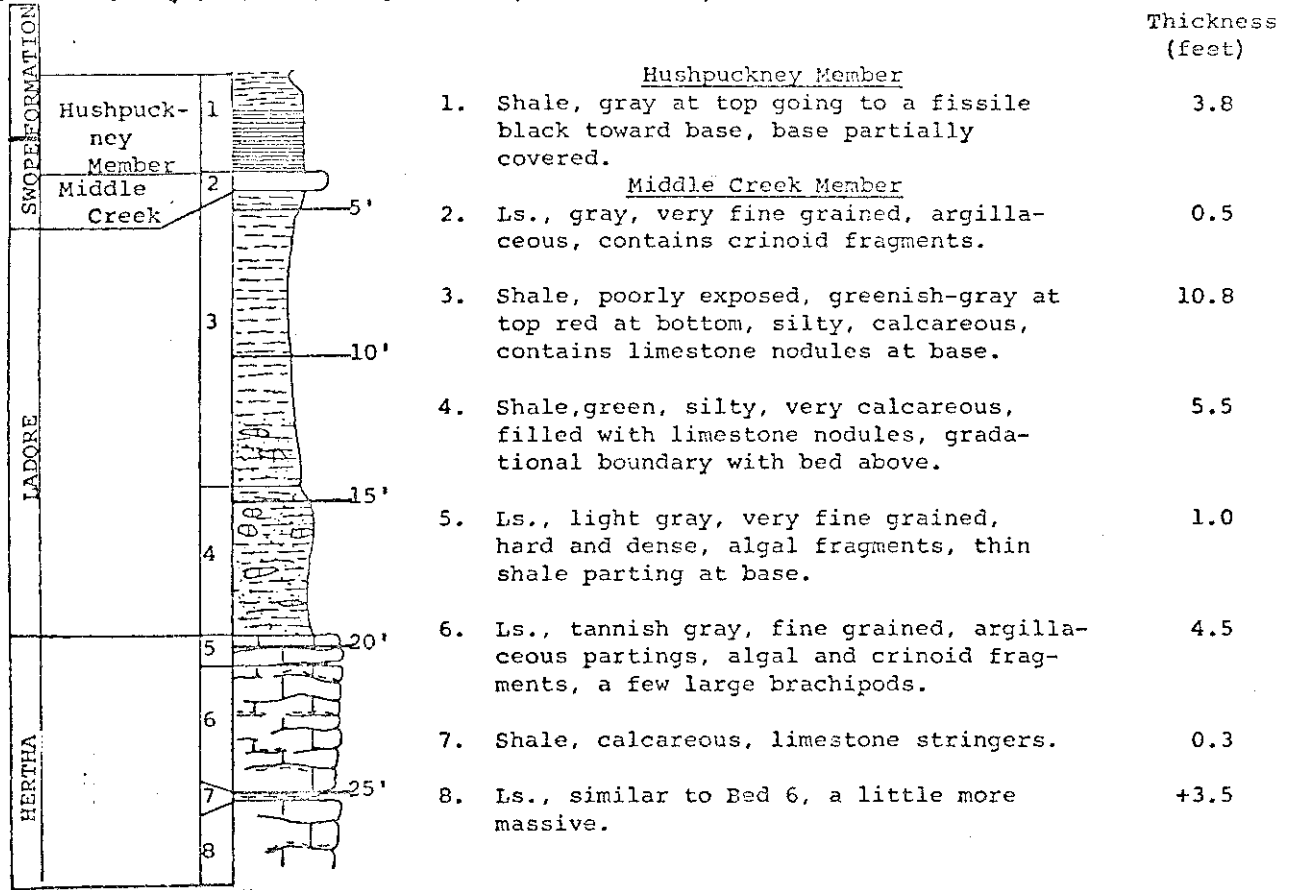 Thickness
(feet)
SWOPE FORMATION
Hushpuck-
ney
Member
Middle
Creek
LADORE
HERTHA
1
2
3
4
5
6
7
8
5'
10'
15'
20'
25'
Hushpuckney Member
1. Shale, gray at top going to a fissile 3.8
black toward base, base partially
covered.
Middle Creek Member
2. Ls., gray, very fine grained, argilla- 0.5
ceous, contains crinoid fragments.
3. Shale, poorly exposed, greenish-gray at 10.8
top red at bottom, silty, calcareous,
contains limestone nodules at base.
4. Shale,green, silty, very calcareous, 5.5
filled with limestone nodules, grada-
tional boundary with bed above.
5. Ls., light gray, very fine grained, 1.0
hard and dense, algal fragments, thin
shale parting at base.
6. Ls., tannish gray, fine grained, argilla- 4.5
ceous partings, algal and crinoid frag-
ments, a few large brachipods.
7. Shale, calcareous, limestone stringers. 0.3
8. Ls., similar to Bed 6, a little more +3.5
massive.